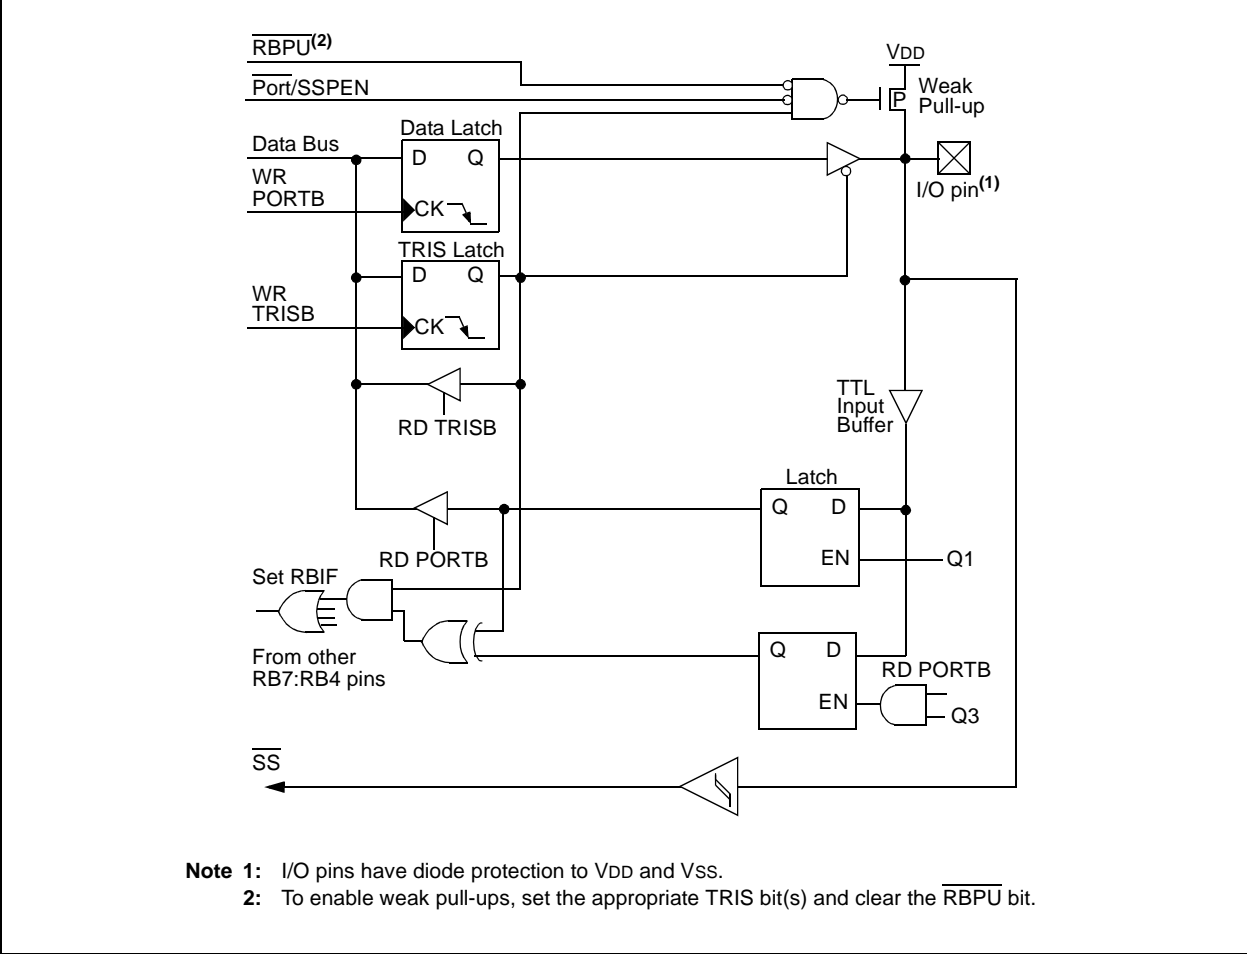 RBPU(2)
VDD
Port/SSPEN
Weak
Pull-up
P
Data Latch
Data Bus
D Q
WR
PORTB
CK
I/O pin(1)
TRIS Latch
D Q
WR
TRISB
CK
TTL
Input
Buffer
RD TRISB
Latch
Q D
EN
Q1
RD PORTB
Set RBIF
Q D
From other
RB7:RB4 pins
RD PORTB
EN
Q3
SS
Note 1: I/O pins have diode protection to VDD and VSS.
2: To enable weak pull-ups, set the appropriate TRIS bit(s) and clear the RBPU bit.